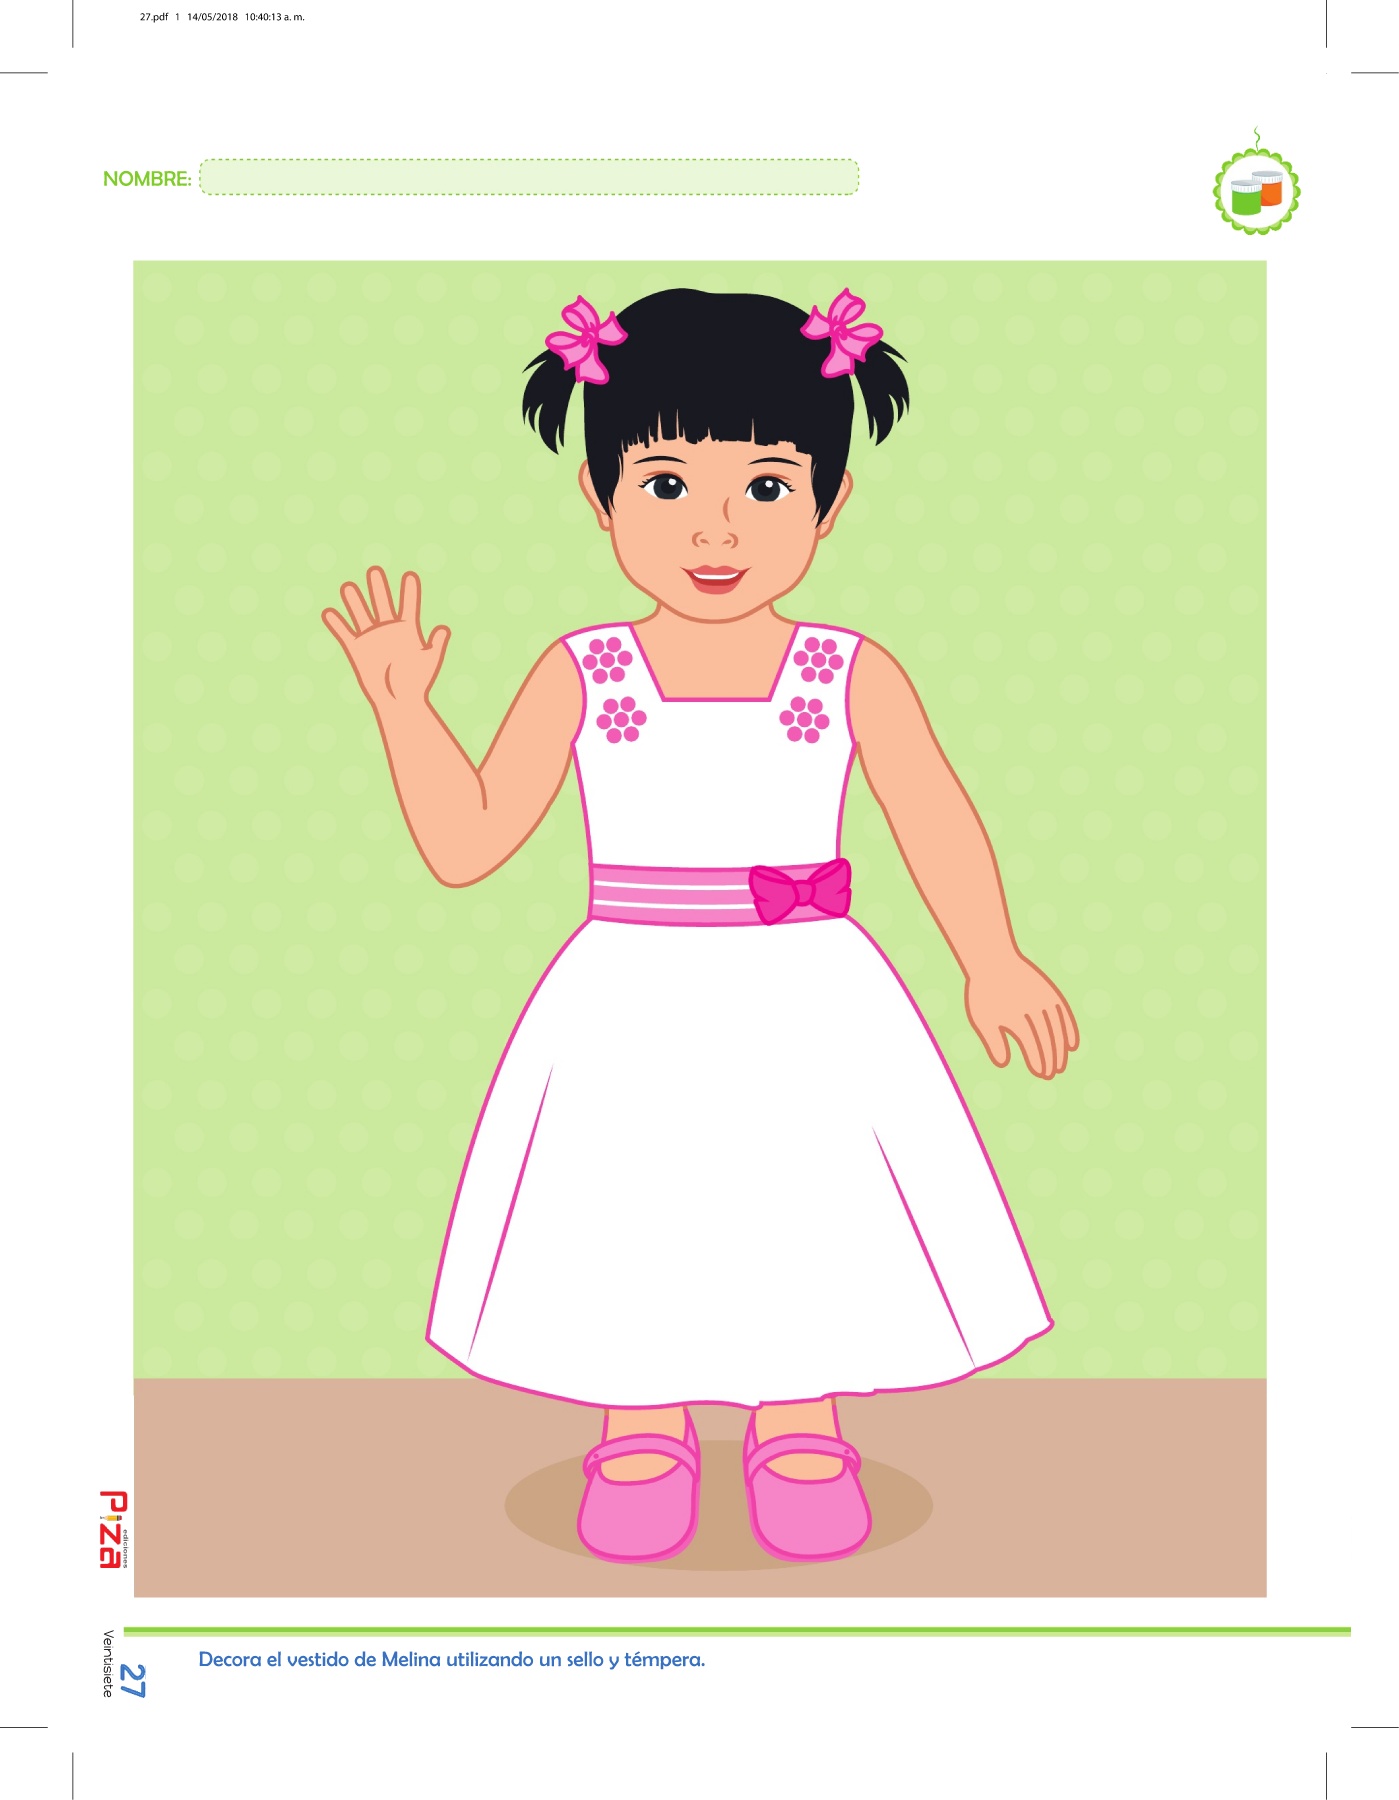 27.pdf 1 14/05/2018 10:40:13 a. m.
NOMBRE:
Piza
ediciones
Veintisiete
27
Decora el vestido de Melina utilizando un sello y témpera.